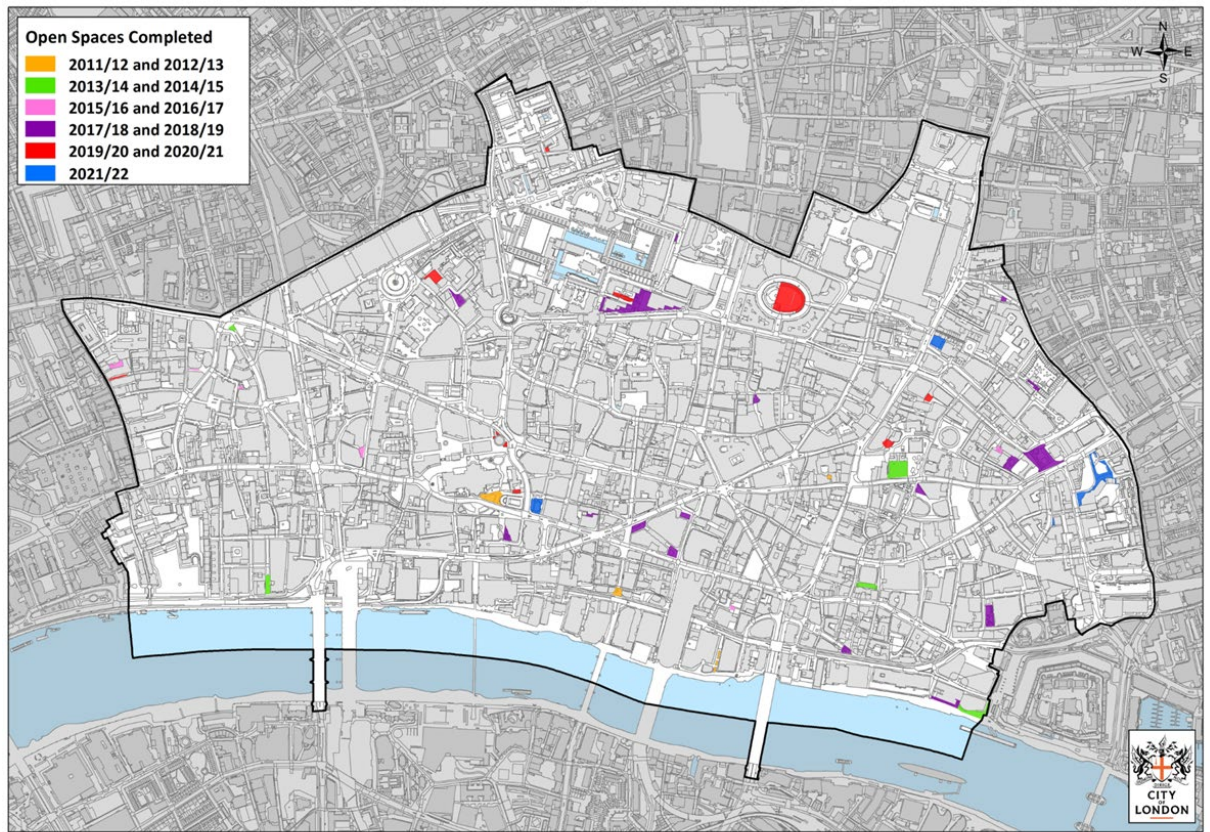 Open Spaces Completed
2011/12 and 2012/13
2013/14 and 2014/15
2015/16 and 2016/17
2017/18 and 2018/19
2019/20 and 2020/21
2021/22
N
W E
S
CITY
OF
LONDON